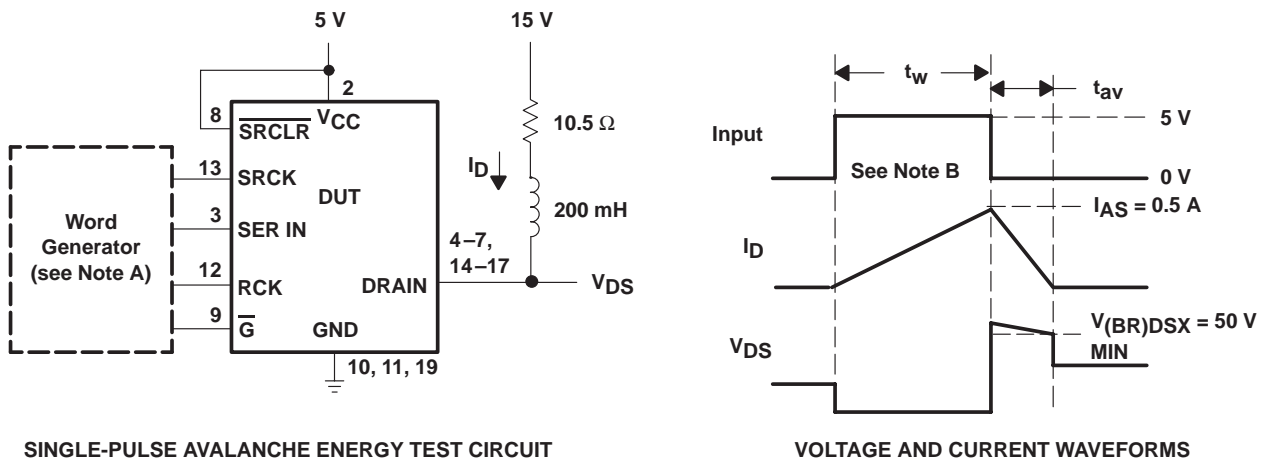 5 V
15 V
2
8
SRCLR
VCC
10.5 Ω
13
SRCK
DUT
ID
Word
Generator
(see Note A)
3
SER IN
200 mH
4–7,
14–17
12
RCK
DRAIN
VDS
9
G
GND
10, 11, 19
SINGLE-PULSE AVALANCHE ENERGY TEST CIRCUIT
tw
tav
Input
5 V
See Note B
0 V
IAS = 0.5 A
ID
V(BR)DSX = 50 V
MIN
VDS
VOLTAGE AND CURRENT WAVEFORMS